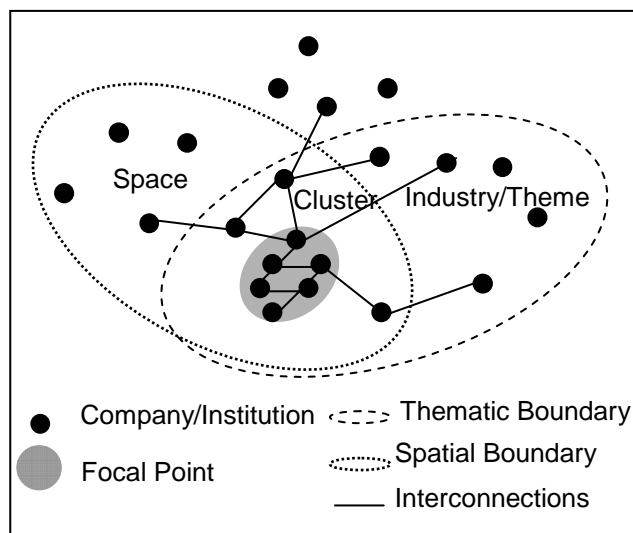 Space
Cluster
Industry/Theme
Company/Institution
Thematic Boundary
Focal Point
Spatial Boundary
Interconnections